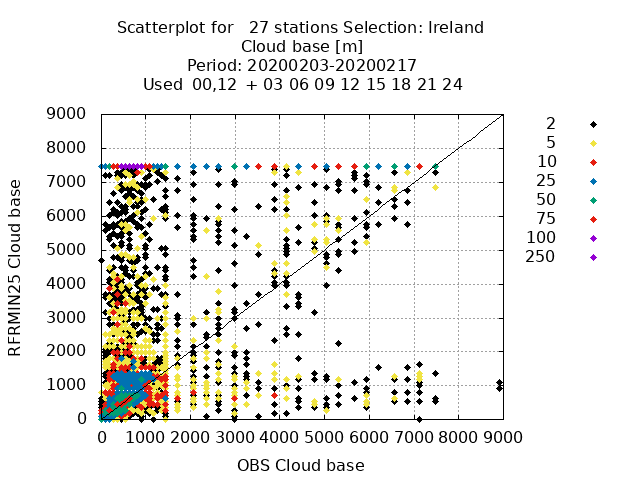 Scatterplot for   27 stations Selection: Ireland
Cloud base [m]
Period: 20200203-20200217
Used  00,12  + 03 06 09 12 15 18 21 24
RFRMIN25 Cloud base
9000
8000
7000
6000
5000
4000
3000
2000
1000
0
0 1000 2000 3000 4000 5000 6000 7000 8000 9000
OBS Cloud base
2
5
10
25
50
75
100
250